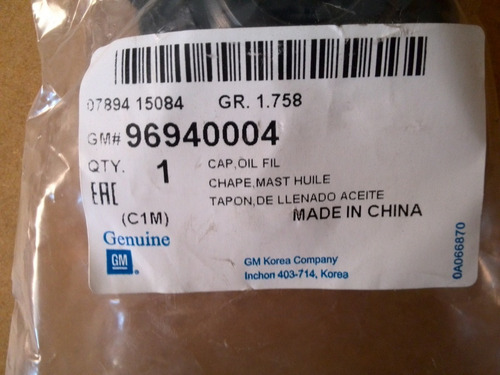 07894 15084 GR. 1.758
GM# 96940004
QTY. 1 CAP,OIL FIL
CHAPE,MAST HUILE
EAC TAPON,DE LLENADO ACEITE
(C1M) MADE IN CHINA
Genuine
GM
GM Korea Company
Inchon 403-714, Korea
0A066870